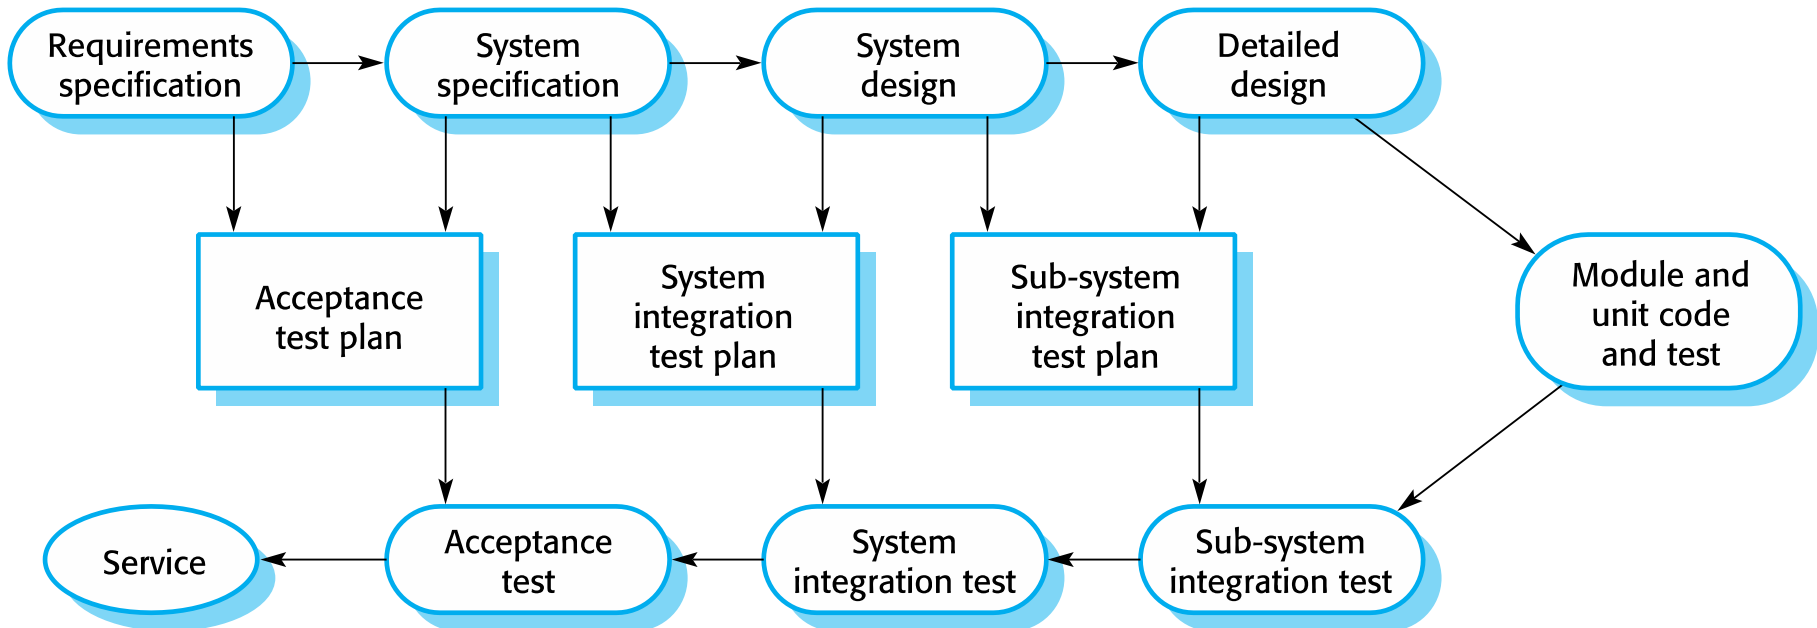 Requirements
specification
System
specification
System
design
Detailed
design
Acceptance
test plan
System
integration
test plan
Sub-system
integration
test plan
Module and
unit code
and test
Service
Acceptance
test
System
integration test
Sub-system
integration test